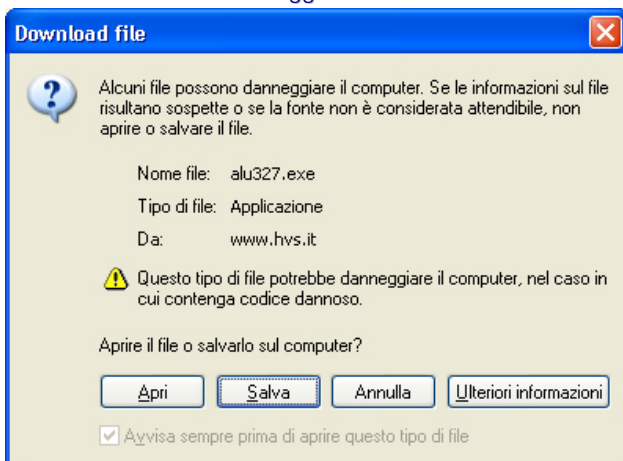 Download file
Alcuni file possono danneggiare il computer. Se le informazioni sul file
risultano sospette o se la fonte non è considerata attendibile, non
aprire o salvare il file.
Nome file: alu327.exe
Tipo di file: Applicazione
Da: www.hvs.it
Questo tipo di file potrebbe danneggiare il computer, nel caso in
cui contenga codice dannoso.
Aprire il file o salvarlo sul computer?
Apri Salva Annulla Ulteriori informazioni
Avvisa sempre prima di aprire questo tipo di file